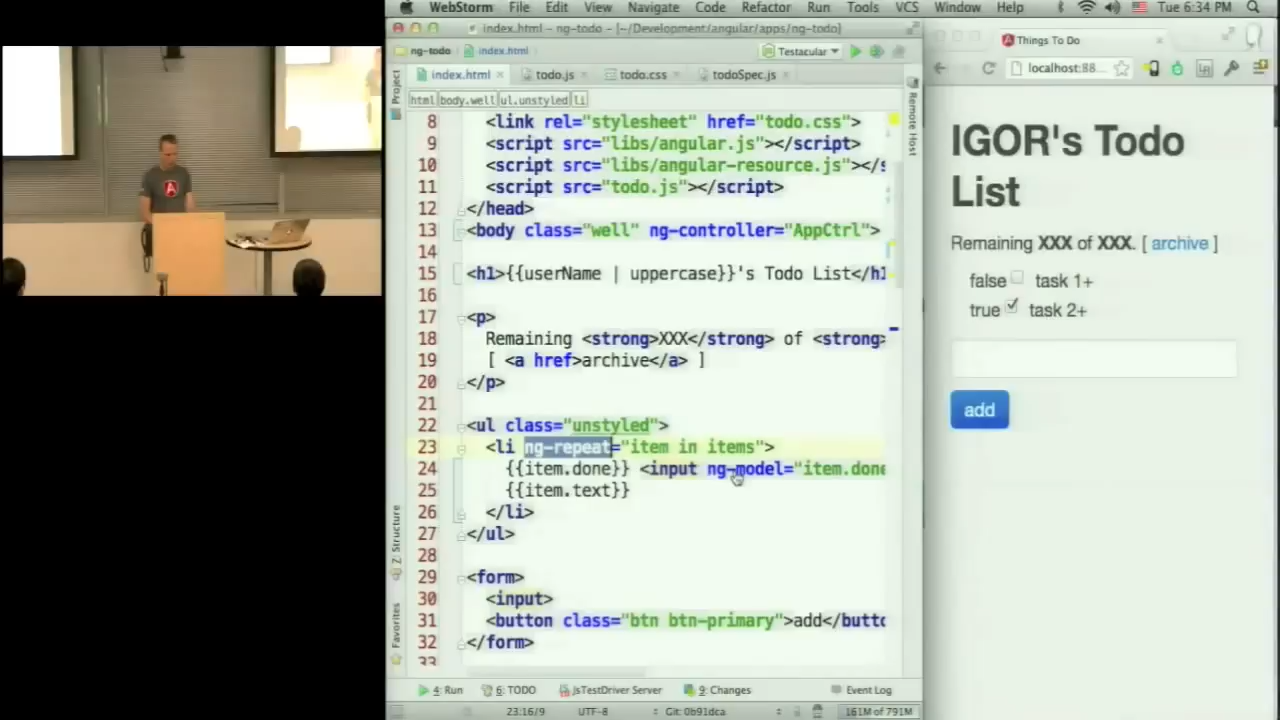 WebStorm File Edit View Navigate Code Refactor Run Tools VCS Window Help Tue 6:34 PM
index.html - ng-todo - [~/Development/angular/apps/ng-todo]
ng-todo index.html Testacular
index.html todo.js todo.css todoSpec.js
html body.well ul.unstyled li
Project
Remote Host
8 <link rel="stylesheet" href="todo.css">
9 <script src="libs/angular.js"></script>
10 <script src="libs/angular-resource.js"></s
11 <script src="todo.js"></script>
12 </head>
13 <body class="well" ng-controller="AppCtrl">
14
15 <h1>{{userName | uppercase}}'s Todo List</h1
16
17 <p>
18 Remaining <strong>XXX</strong> of <strong>
19 [ <a href>archive</a> ]
20 </p>
21
22 <ul class="unstyled">
23 <li ng-repeat="item in items">
24 {{item.done}} <input ng-model="item.done
25 {{item.text}}
26 </li>
27 </ul>
28
29 <form>
30 <input>
31 <button class="btn btn-primary">add</butto
32 </form>
33
Z: Structure
Favorites
4: Run 6: TODO JsTestDriver Server 9: Changes Event Log
23:16/9 UTF-8 Git: 0b91dca 161M of 791M
Things To Do
localhost:88...
IGOR's Todo
List
Remaining XXX of XXX. [ archive ]
false task 1+
true task 2+
add